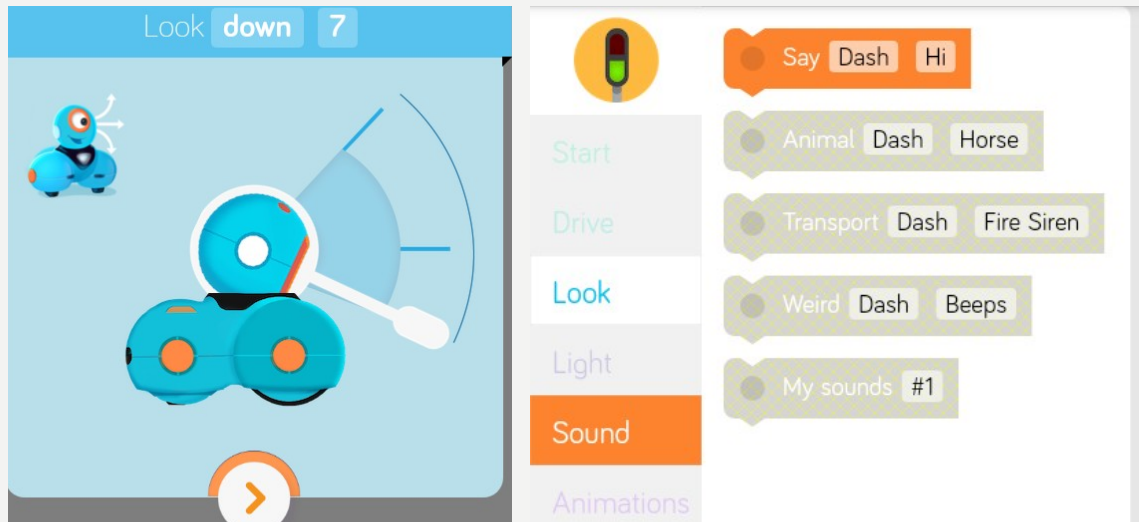 Look down 7
Start
Drive
Look
Light
Sound
Animations
Say Dash Hi
Animal Dash Horse
Transport Dash Fire Siren
Weird Dash Beeps
My sounds #1